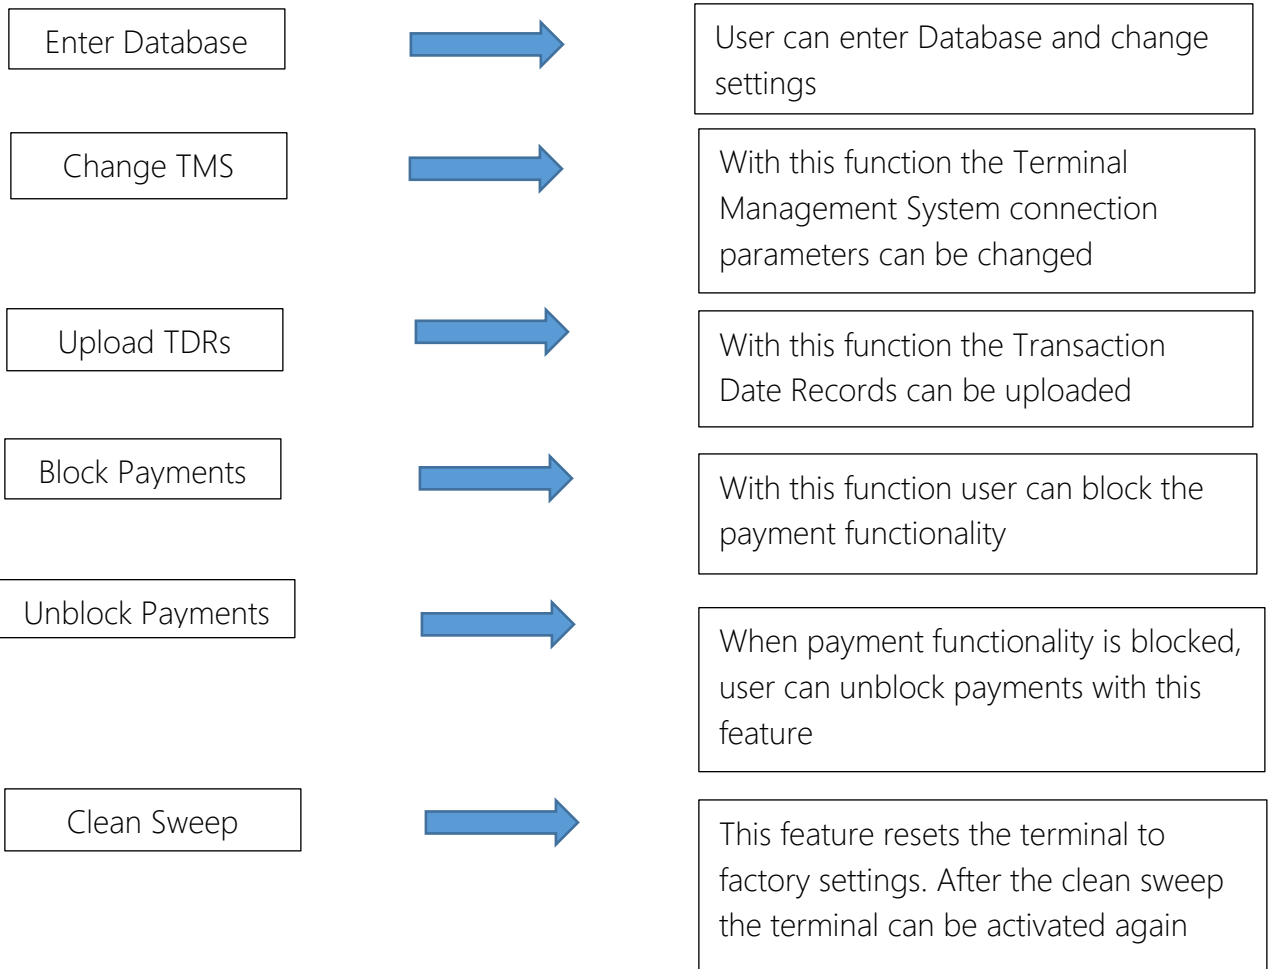 Enter Database
User can enter Database and change
settings
Change TMS
With this function the Terminal
Management System connection
parameters can be changed
Upload TDRs
With this function the Transaction
Date Records can be uploaded
Block Payments
With this function user can block the
payment functionality
Unblock Payments
When payment functionality is blocked,
user can unblock payments with this
feature
Clean Sweep
This feature resets the terminal to
factory settings. After the clean sweep
the terminal can be activated again